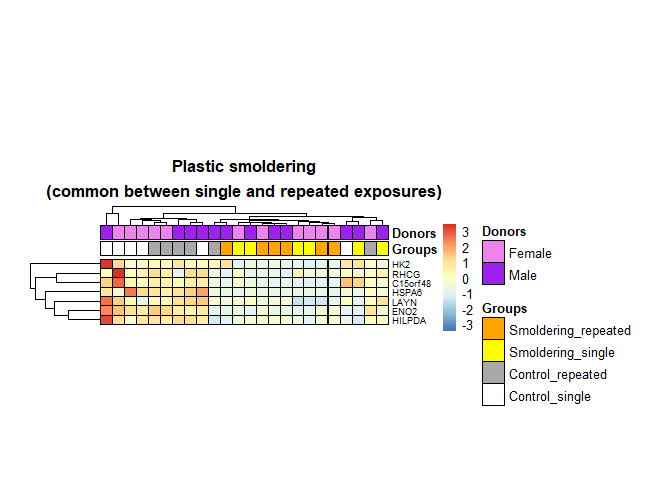 Plastic smoldering
(common between single and repeated exposures)
Donors
Groups
HK2
RHCG
C15orf48
HSPA6
LAYN
ENO2
HILPDA
3
2
1
0
-1
-2
-3
Donors
Female
Male
Groups
Smoldering_repeated
Smoldering_single
Control_repeated
Control_single